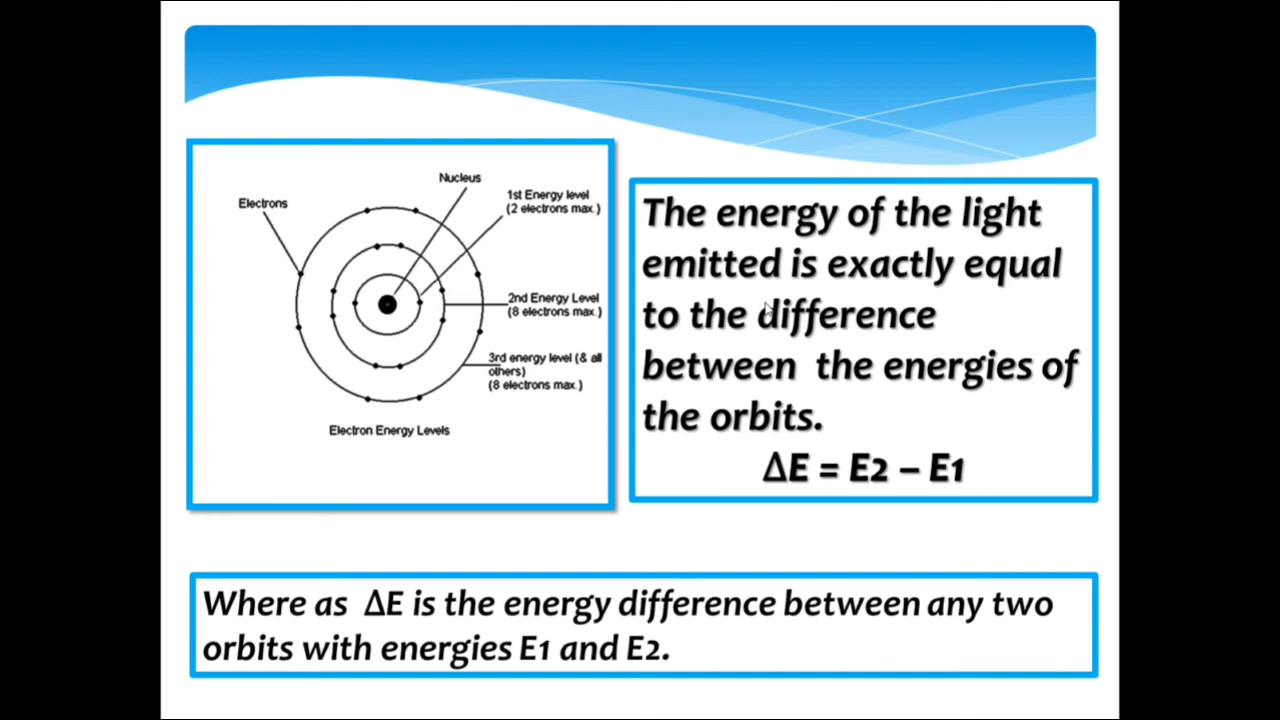 Nucleus
Electrons
1st Energy level
(2 electrons max.)
2nd Energy Level
(8 electrons max.)
3rd energy level (& all
others)
(8 electrons max.)
Electron Energy Levels
The energy of the light
emitted is exactly equal
to the difference
between the energies of
the orbits.
ΔE = E2 – E1
Where as ΔE is the energy difference between any two
orbits with energies E1 and E2.